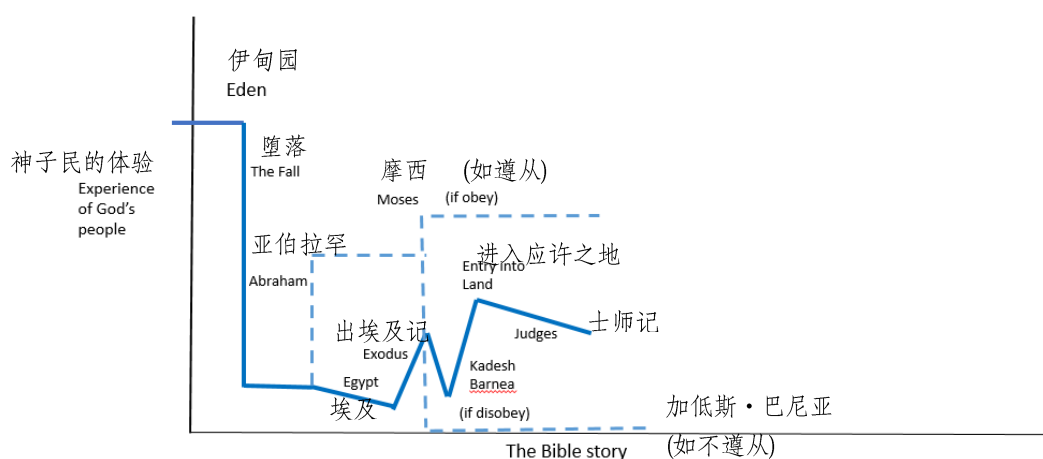 伊甸园
Eden
堕落
The Fall
神子民的体验
Experience
of God's
people
摩西 (如遵从)
Moses (if obey)
亚伯拉罕
Abraham
进入应许之地
Entry into
Land
出埃及记
Exodus
士师记
Judges
Egypt
埃及
Kadesh
Barnea
(if disobey)
加低斯·巴尼亚
(如不遵从)
The Bible story